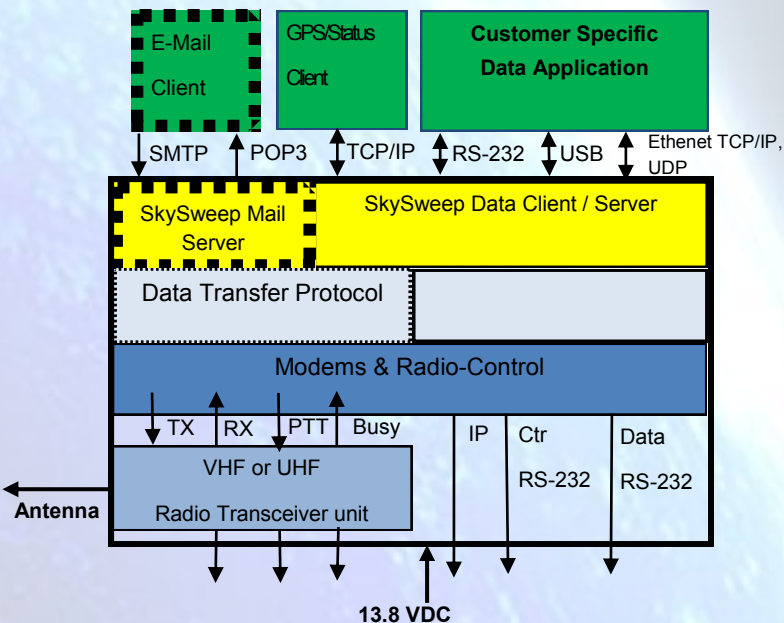 E-Mail
Client
GPS/Status
Client
Customer Specific
Data Application
SMTP
POP3
TCP/IP
RS-232
USB
Ethenet TCP/IP,
UDP
SkySweep Mail
Server
SkySweep Data Client / Server
Data Transfer Protocol
Modems & Radio-Control
TX
RX
PTT
Busy
IP
Ctr
RS-232
Data
RS-232
VHF or UHF
Radio Transceiver unit
Antenna
13.8 VDC